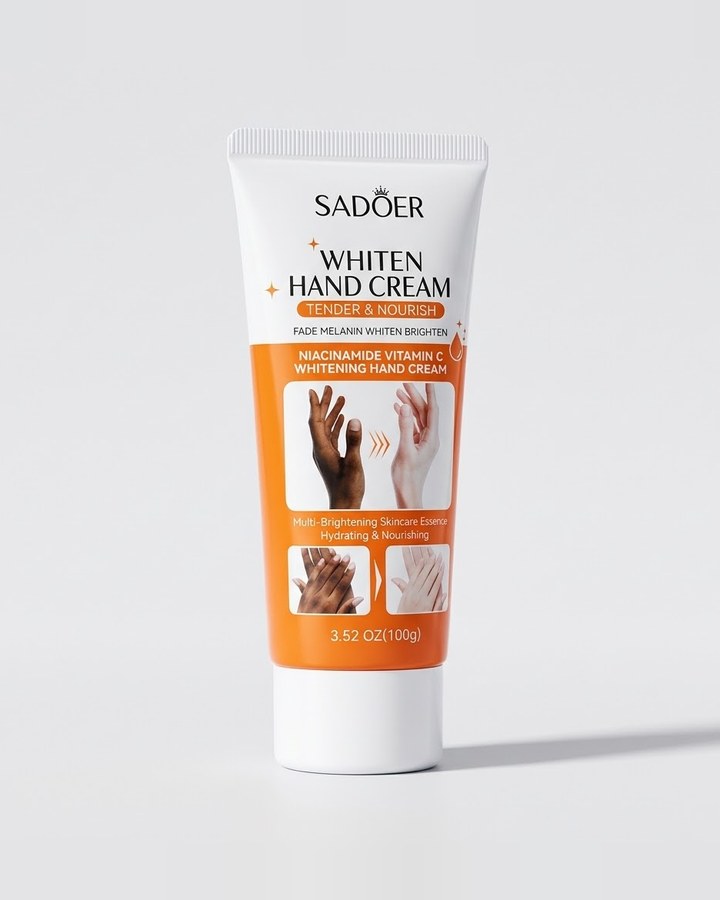 SADOER
WHITEN
HAND CREAM
TENDER & NOURISH
FADE MELANIN WHITEN BRIGHTEN
NIACINAMIDE VITAMIN C
WHITENING HAND CREAM
Multi-Brightening Skincare Essence
Hydrating & Nourishing
3.52 OZ(100g)